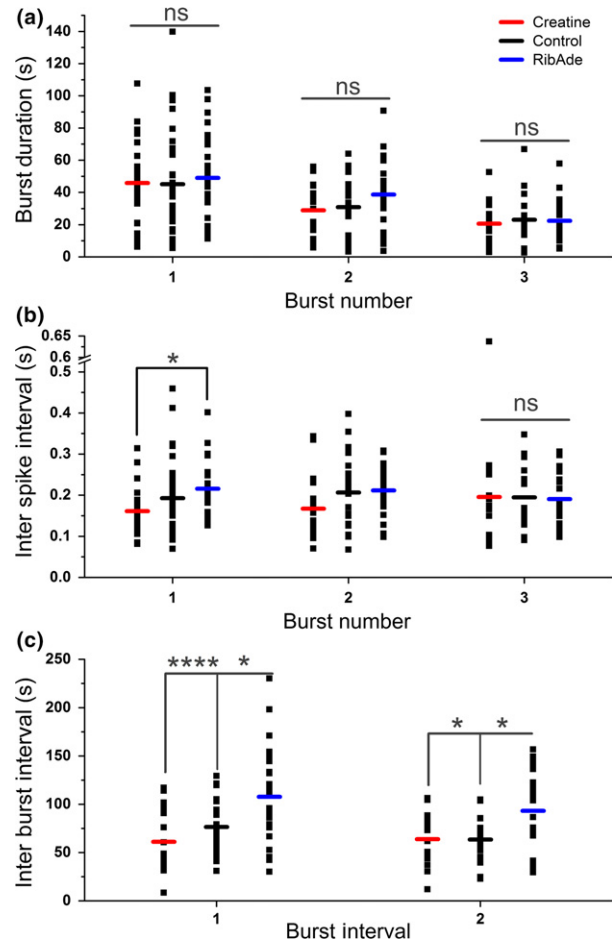 (a)
ns
Creatine
Control
RibAde
140
120
100
80
60
40
20
0
Burst duration (s)
ns
ns
1 2 3
Burst number
(b)
0.65
0.6
0.5
0.4
0.3
0.2
0.1
0.0
Inter spike interval (s)
*
ns
1 2 3
Burst number
(c)
250
200
150
100
50
0
Inter burst interval (s)
**** *
* *
1 2
Burst interval